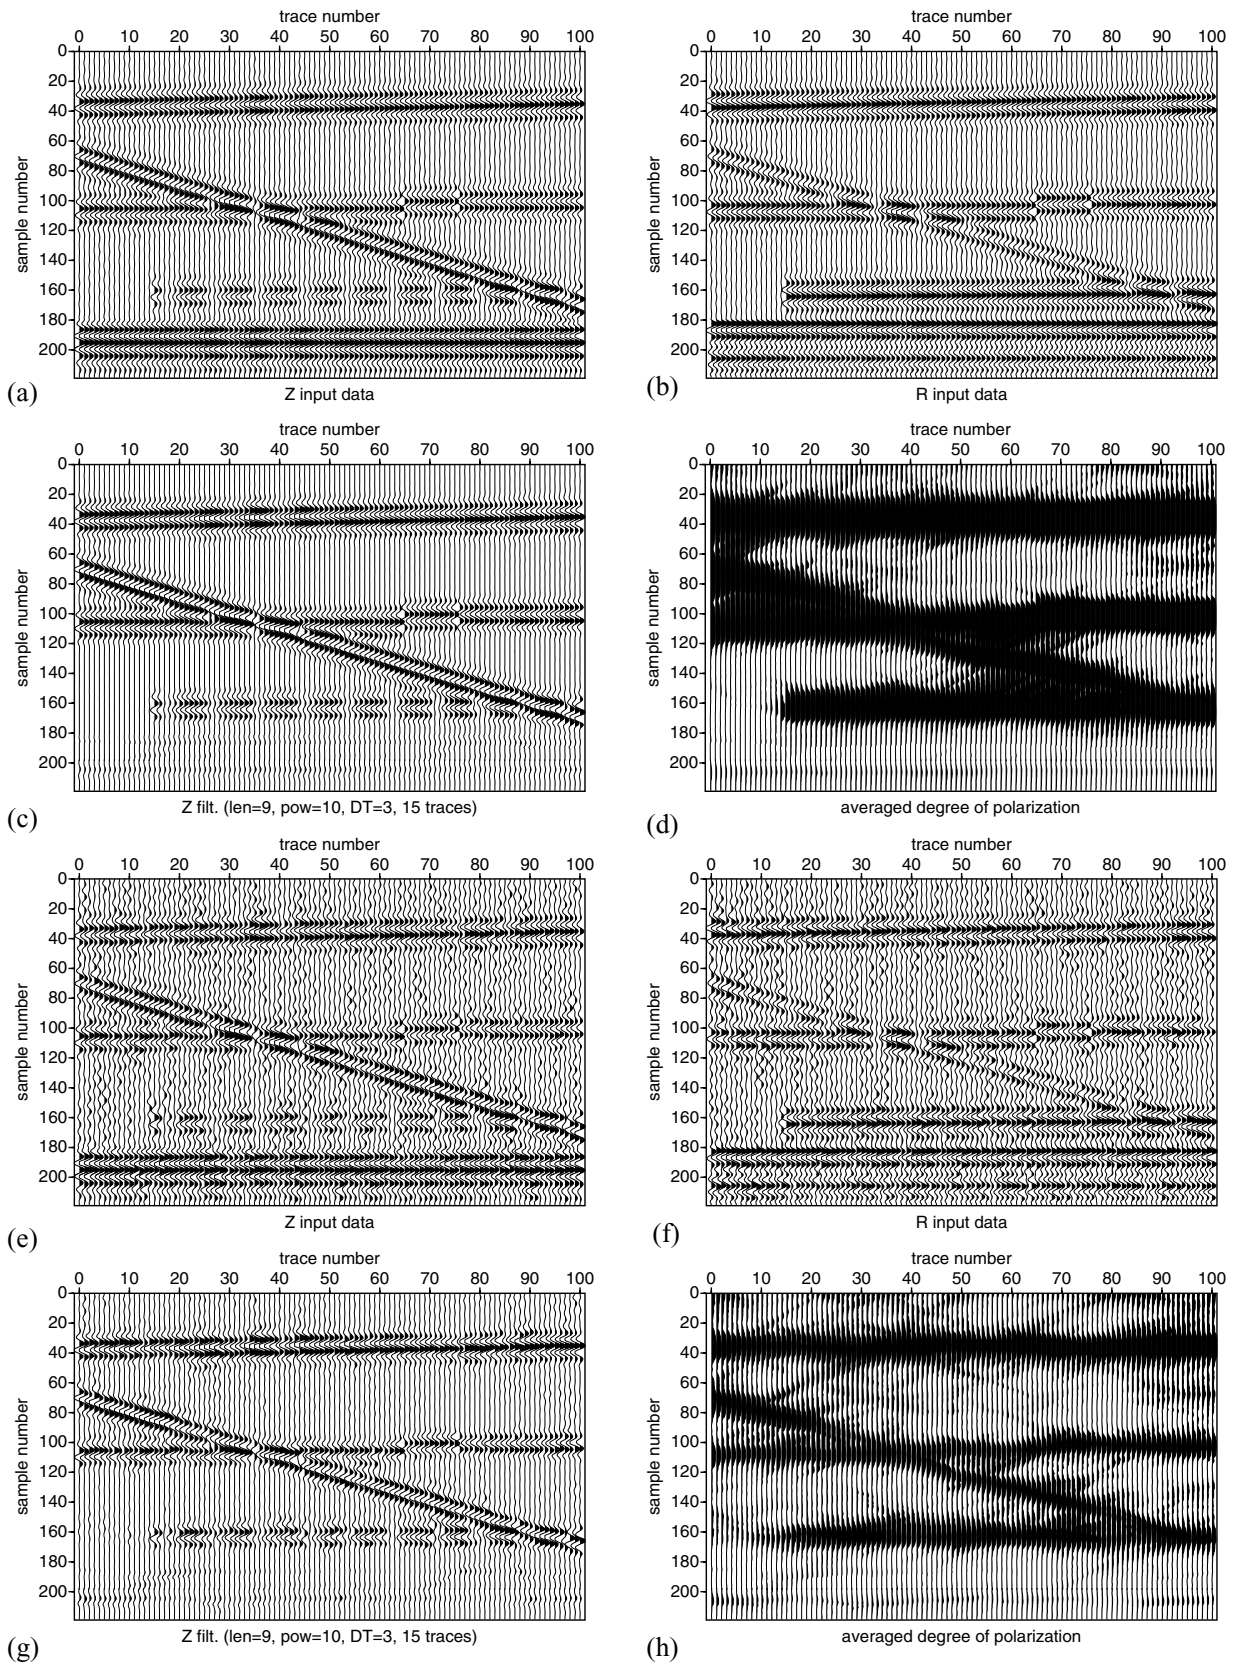 trace number
0 10 20 30 40 50 60 70 80 90 100
0
20
40
60
80
100
120
140
160
180
200
sample number
Z input data
(a)
trace number
0 10 20 30 40 50 60 70 80 90 100
0
20
40
60
80
100
120
140
160
180
200
sample number
R input data
(b)
trace number
0 10 20 30 40 50 60 70 80 90 100
0
20
40
60
80
100
120
140
160
180
200
sample number
Z filt. (len=9, pow=10, DT=3, 15 traces)
(c)
trace number
0 10 20 30 40 50 60 70 80 90 100
0
20
40
60
80
100
120
140
160
180
200
sample number
averaged degree of polarization
(d)
trace number
0 10 20 30 40 50 60 70 80 90 100
0
20
40
60
80
100
120
140
160
180
200
sample number
Z input data
(e)
trace number
0 10 20 30 40 50 60 70 80 90 100
0
20
40
60
80
100
120
140
160
180
200
sample number
R input data
(f)
trace number
0 10 20 30 40 50 60 70 80 90 100
0
20
40
60
80
100
120
140
160
180
200
sample number
Z filt. (len=9, pow=10, DT=3, 15 traces)
(g)
trace number
0 10 20 30 40 50 60 70 80 90 100
0
20
40
60
80
100
120
140
160
180
200
sample number
averaged degree of polarization
(h)